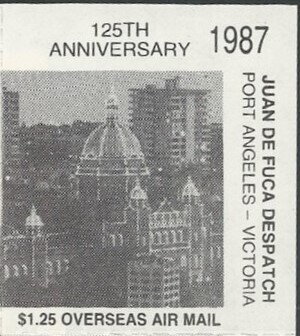 125TH
ANNIVERSARY
1987
JUAN DE FUCA DESPATCH
PORT ANGELES – VICTORIA
$1.25 OVERSEAS AIR MAIL